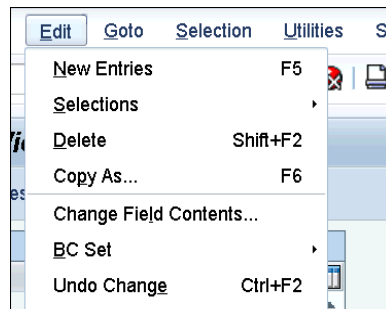 Edit Goto Selection Utilities S
New Entries F5
Selections
Delete Shift+F2
Copy As... F6
Change Field Contents...
BC Set
Undo Change Ctrl+F2